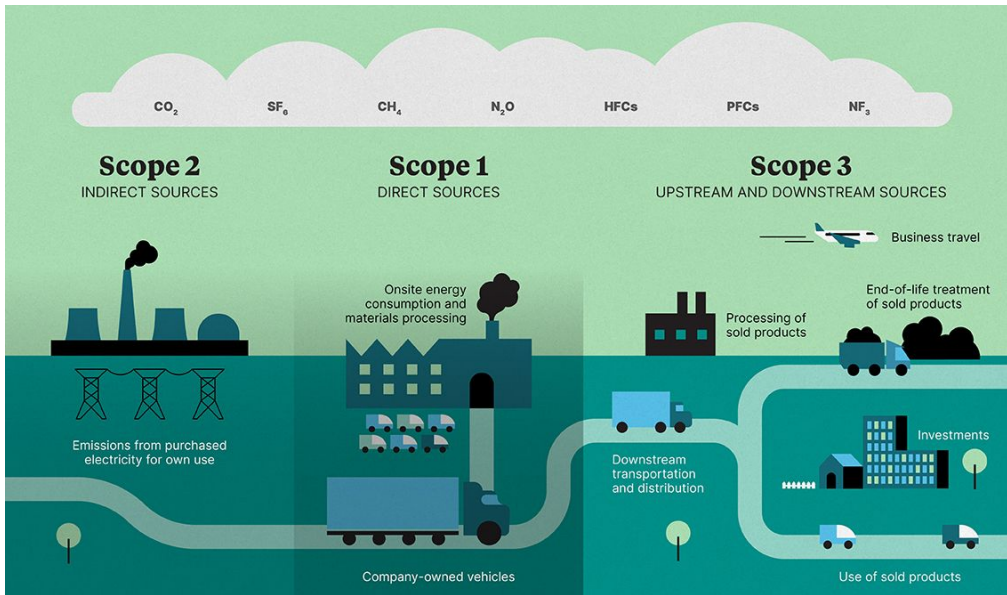 CO₂
SF₆
CH₄
N₂O
HFCs
PFCs
NF₃
Scope 2
INDIRECT SOURCES
Scope 1
DIRECT SOURCES
Scope 3
UPSTREAM AND DOWNSTREAM SOURCES
Business travel
Onsite energy
consumption and
materials processing
End-of-life treatment
of sold products
Processing of
sold products
Emissions from purchased
electricity for own use
Downstream
transportation
and distribution
Investments
Company-owned vehicles
Use of sold products